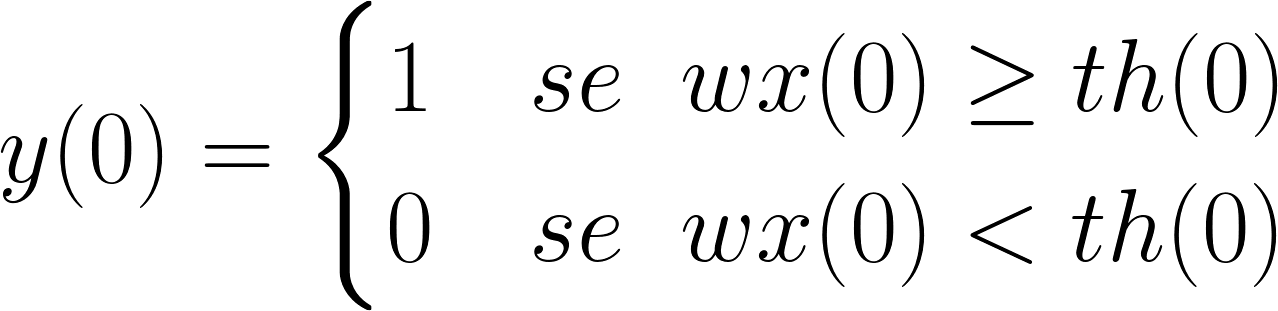 y(0) = { 1 se wx(0) ≥ th(0)
0 se wx(0) < th(0)